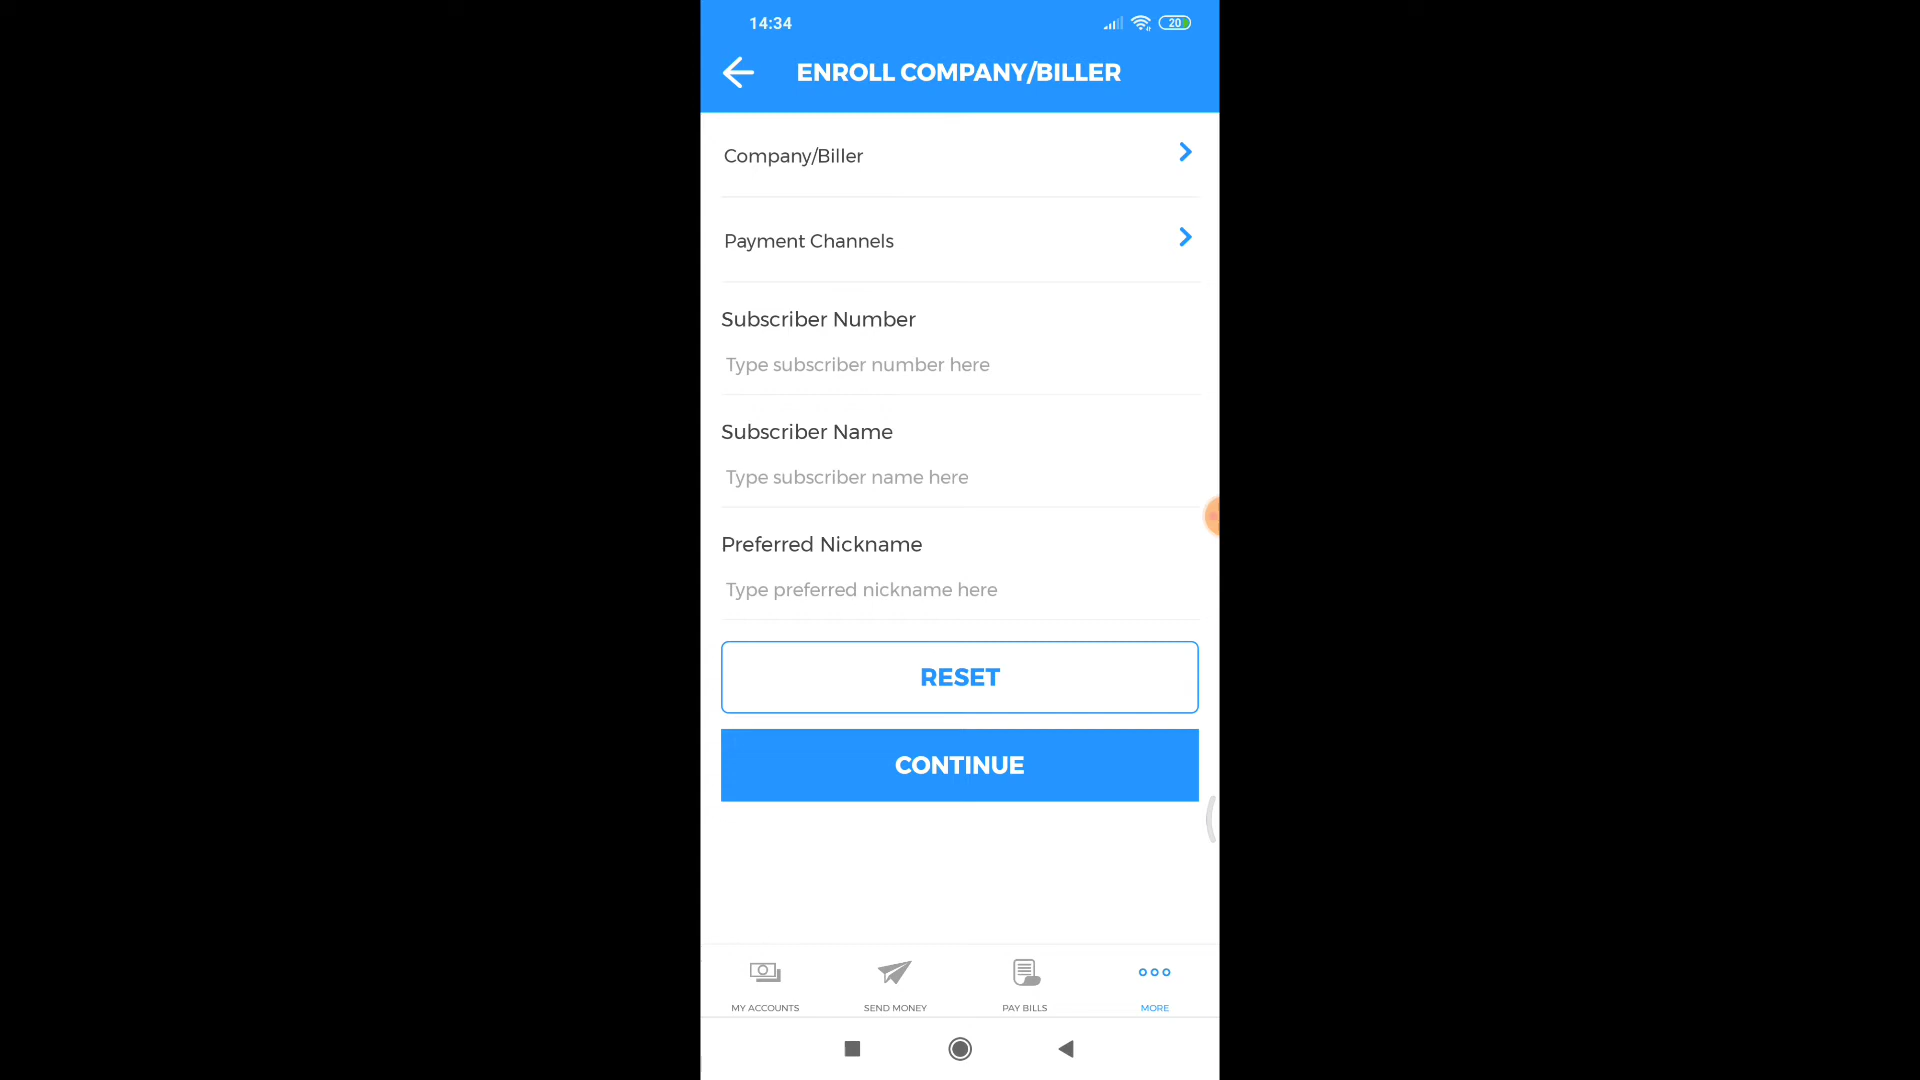 14:34
20
ENROLL COMPANY/BILLER
Company/Biller
Payment Channels
Subscriber Number
Type subscriber number here
Subscriber Name
Type subscriber name here
Preferred Nickname
Type preferred nickname here
RESET
CONTINUE
MY ACCOUNTS SEND MONEY PAY BILLS MORE